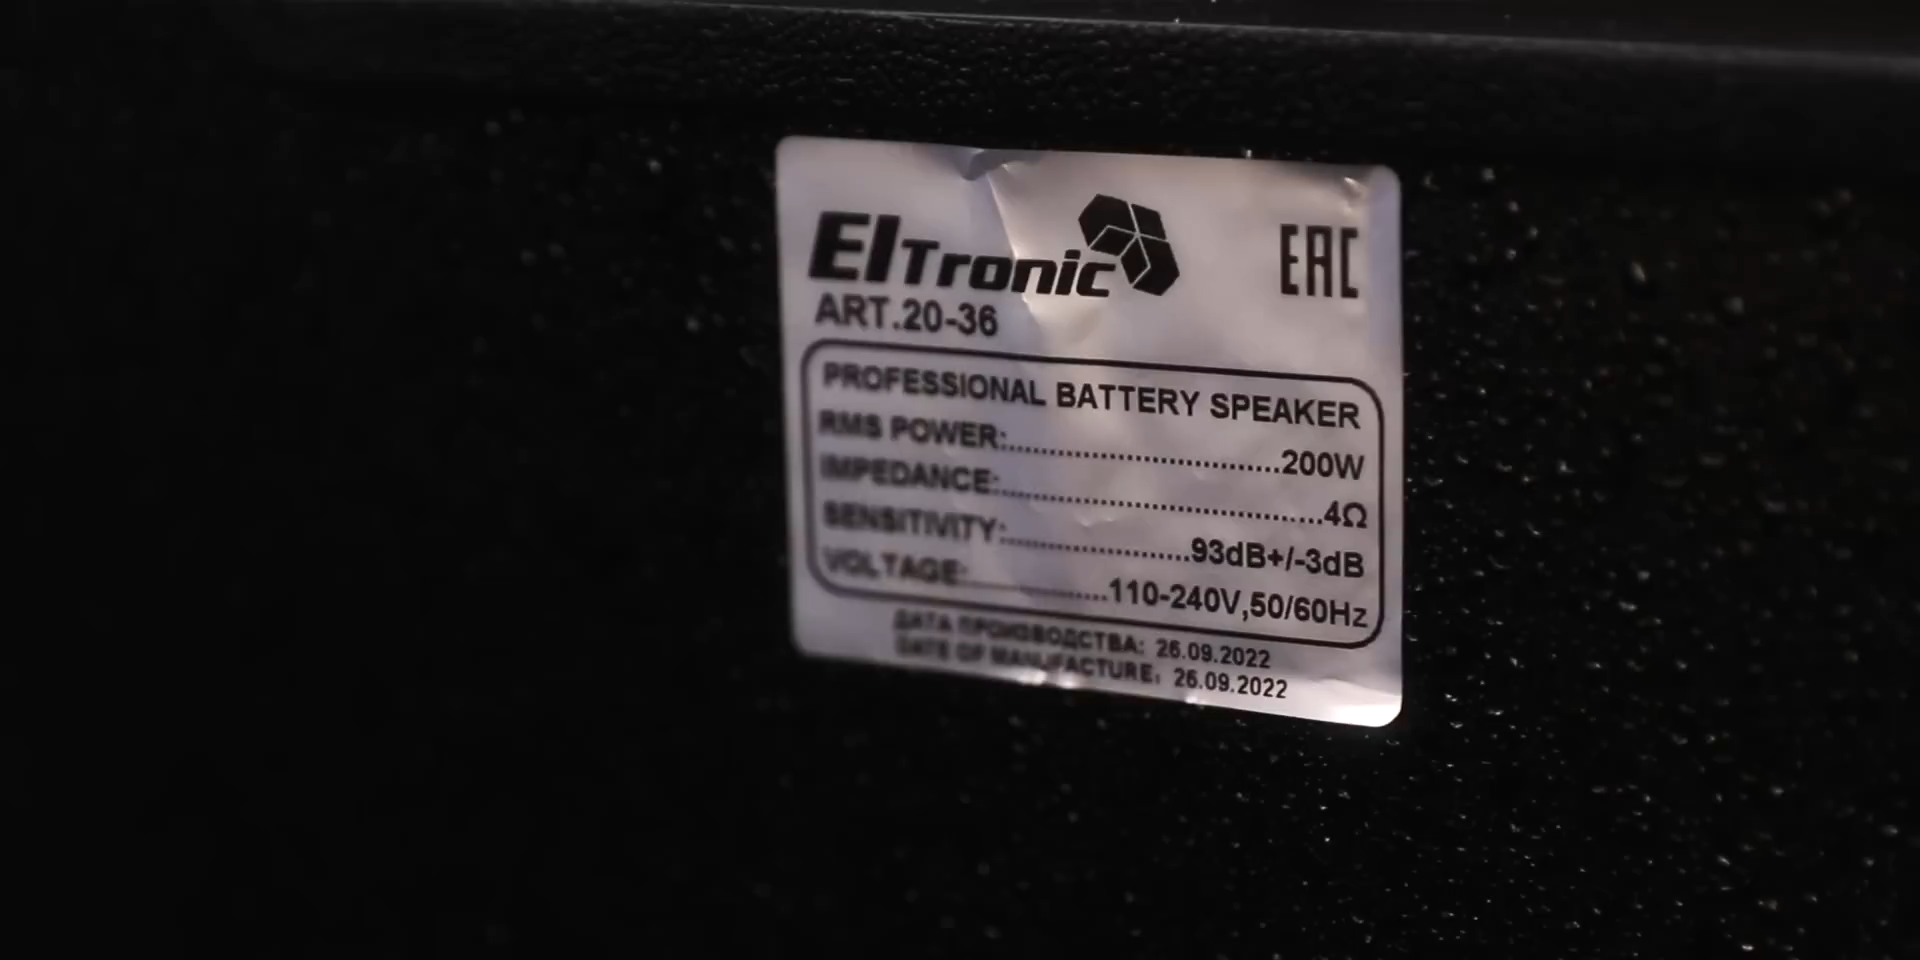 ElTronic
EAC
ART.20-36
PROFESSIONAL BATTERY SPEAKER
RMS POWER:..............................200W
IMPEDANCE:....................................4Ω
SENSITIVITY:.....................93dB+/-3dB
VOLTAGE:................110-240V,50/60Hz
ДАТА ПРОИЗВОДСТВА: 26.09.2022
DATE OF MANUFACTURE: 26.09.2022